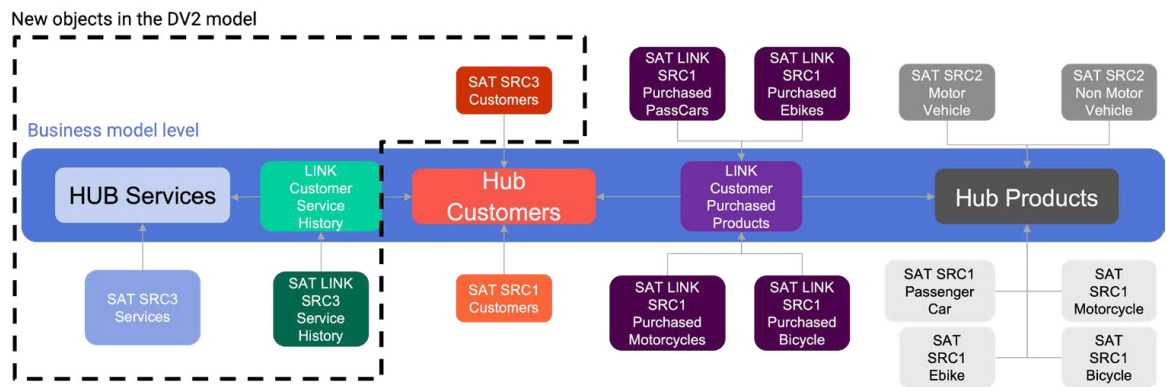 New objects in the DV2 model
SAT SRC3
Customers
SAT LINK
SRC1
Purchased
PassCars
SAT LINK
SRC1
Purchased
Ebikes
SAT SRC2
Motor
Vehicle
SAT SRC2
Non Motor
Vehicle
Business model level
HUB Services
LINK
Customer
Service
History
Hub
Customers
LINK
Customer
Purchased
Products
Hub Products
SAT SRC3
Services
SAT LINK
SRC3
Service
History
SAT SRC1
Customers
SAT LINK
SRC1
Purchased
Motorcycles
SAT LINK
SRC1
Purchased
Bicycle
SAT SRC1
Passenger
Car
SAT
SRC1
Motorcycle
SAT
SRC1
Ebike
SAT
SRC1
Bicycle